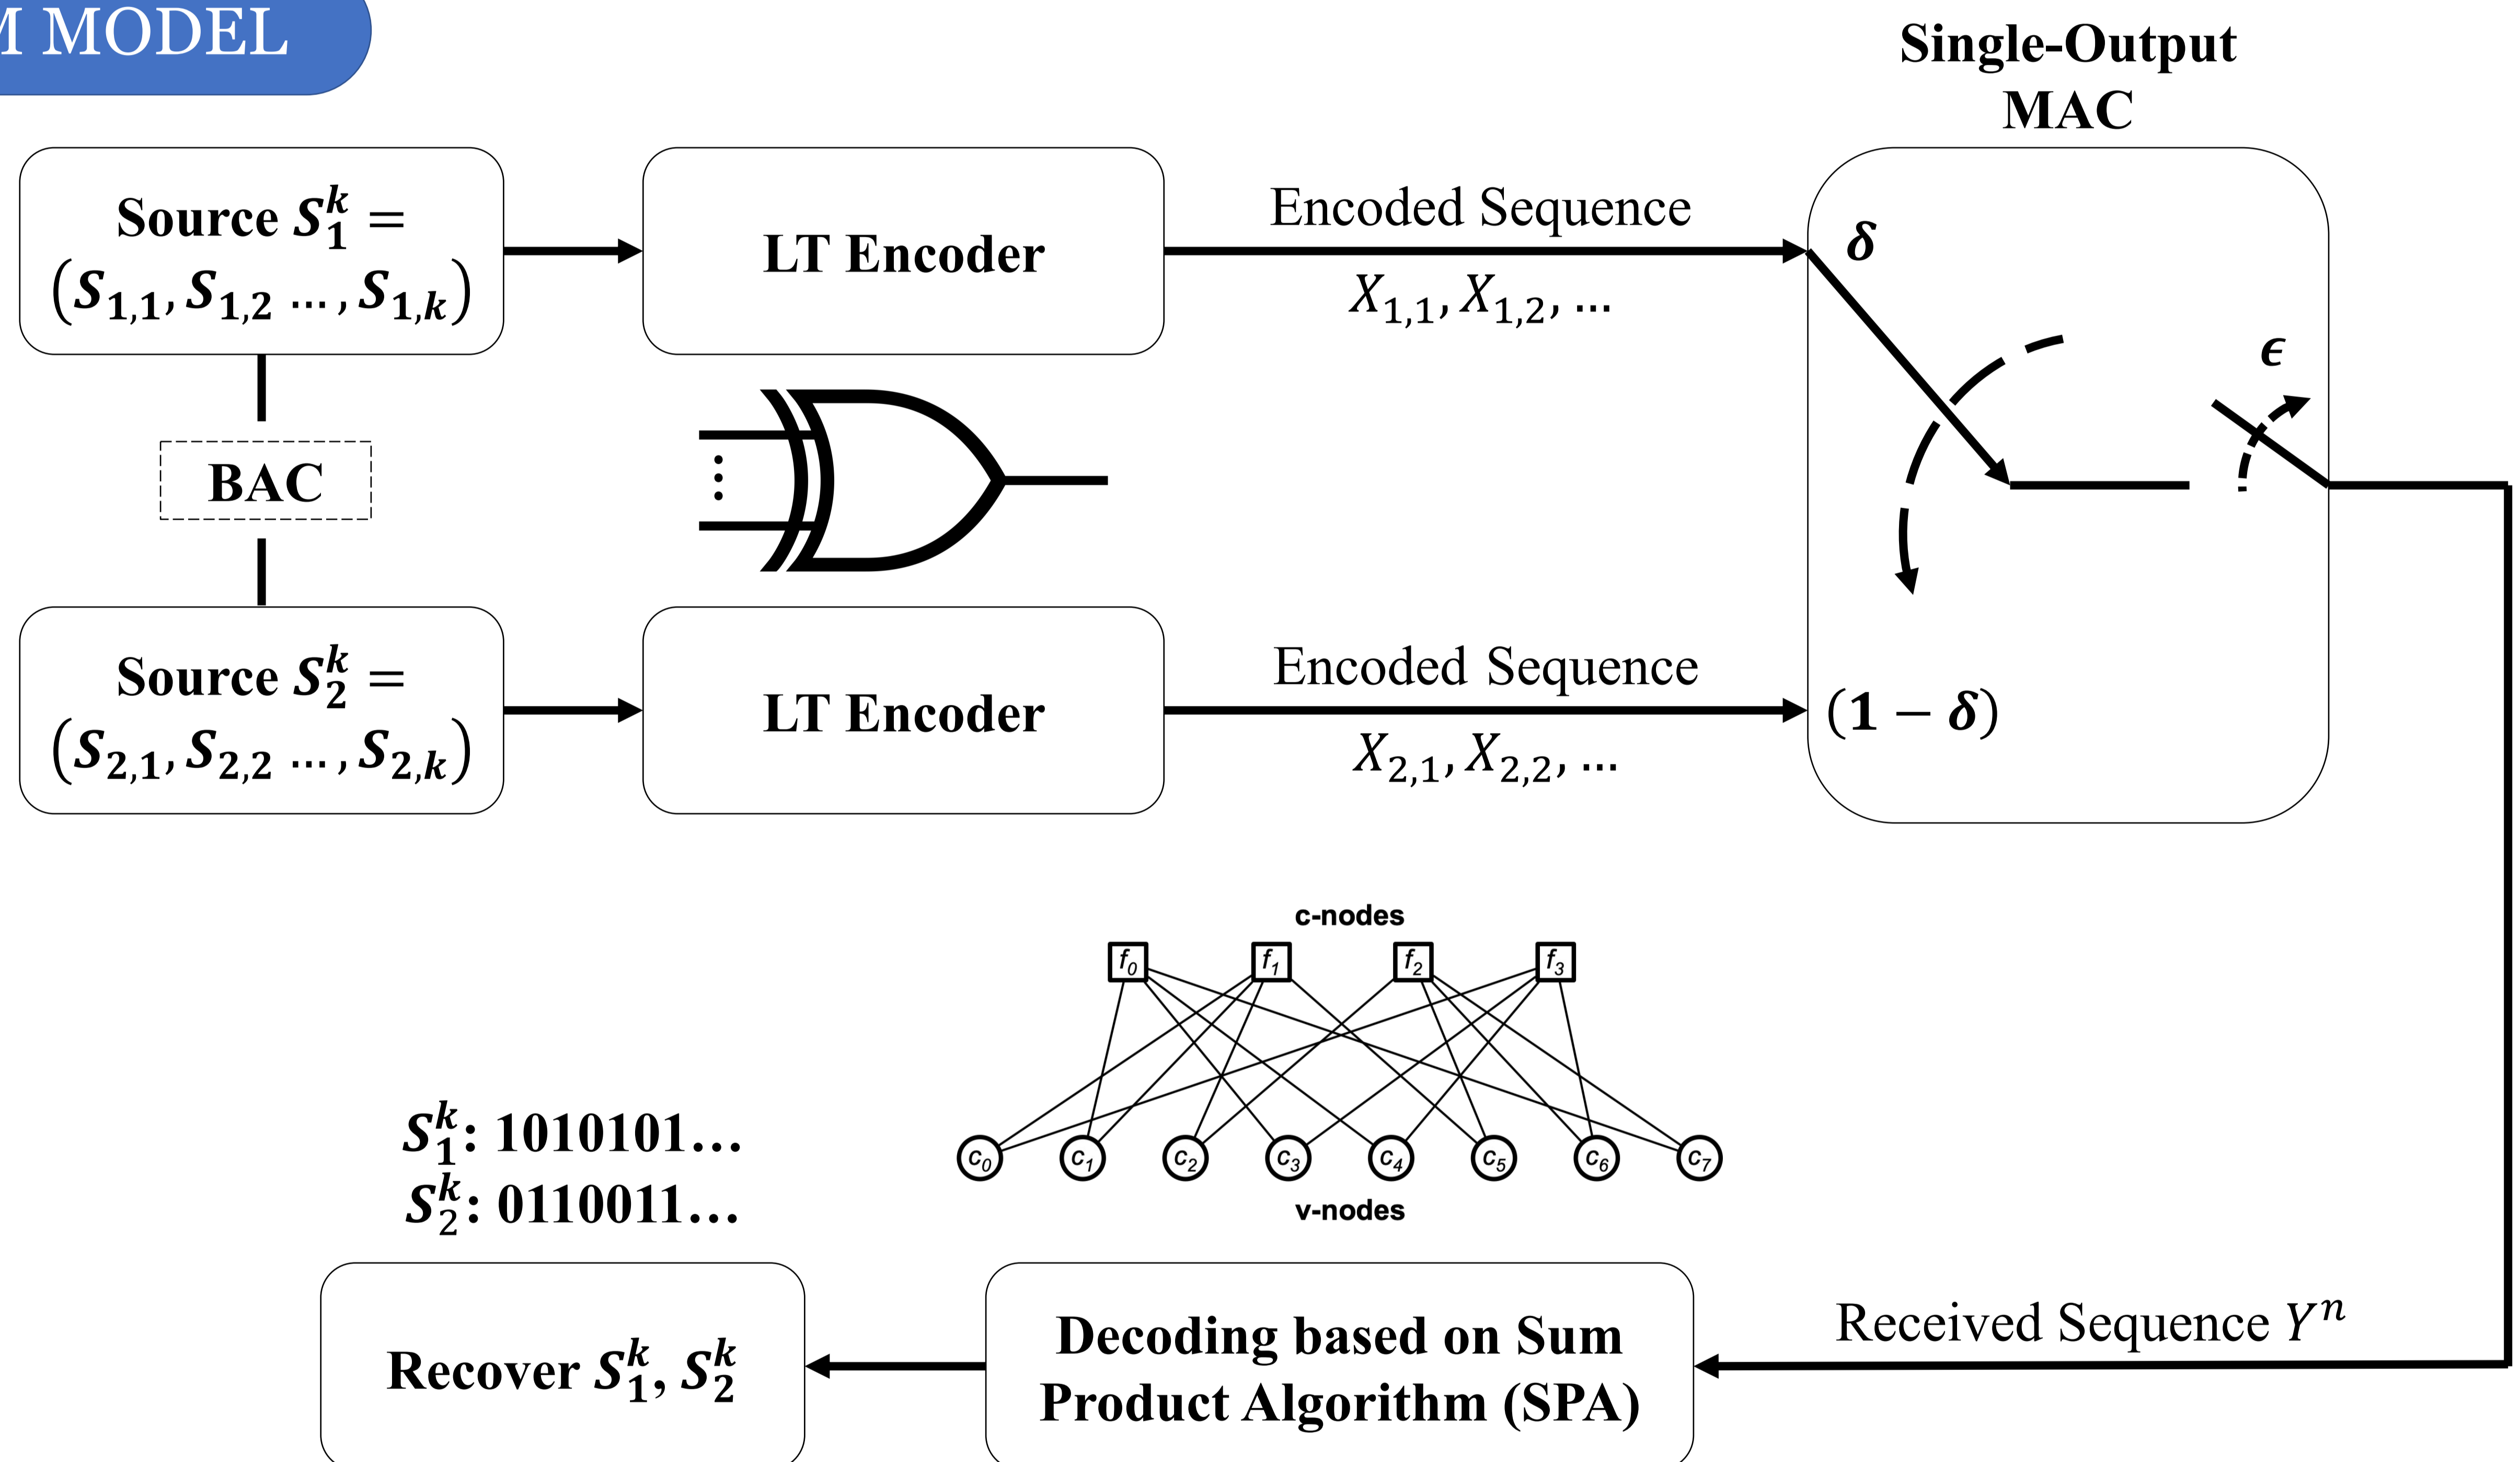 M MODEL
Single-Output
MAC
Source S₁ᵏ =
(S₁,₁, S₁,₂ …, S₁,ₖ)
LT Encoder
Encoded Sequence
X₁,₁, X₁,₂, …
δ
ϵ
BAC
Source S₂ᵏ =
(S₂,₁, S₂,₂ …, S₂,ₖ)
LT Encoder
Encoded Sequence
X₂,₁, X₂,₂, …
(1 − δ)
c-nodes
f₀ f₁ f₂ f₃
c₀ c₁ c₂ c₃ c₄ c₅ c₆ c₇
v-nodes
S₁ᵏ: 1010101…
S₂ᵏ: 0110011…
Recover S₁ᵏ, S₂ᵏ
Decoding based on Sum
Product Algorithm (SPA)
Received Sequence Yⁿ